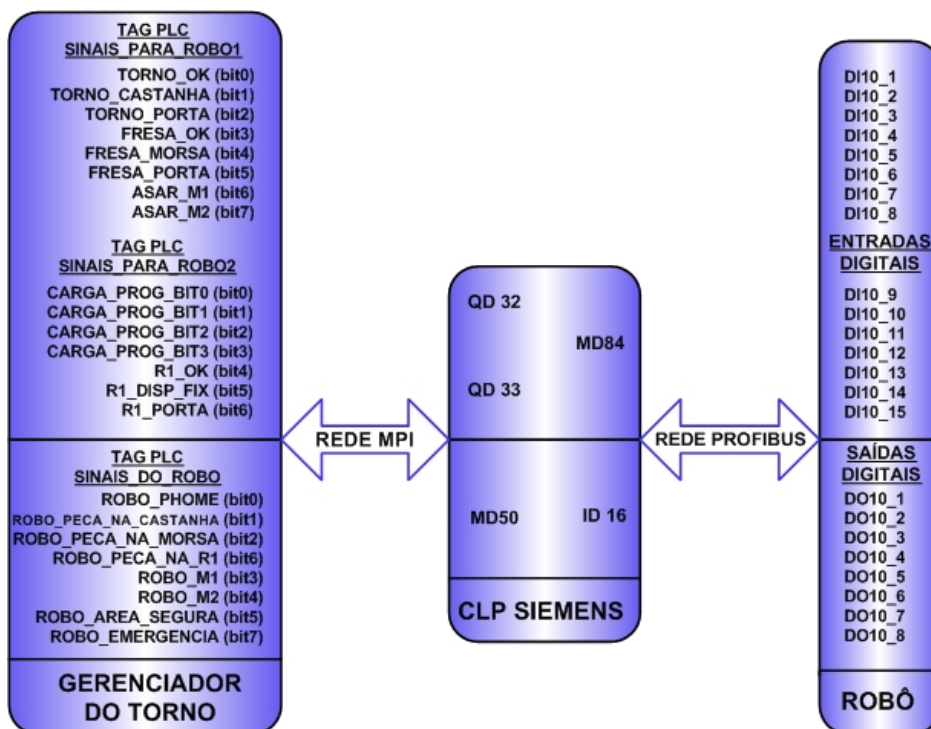 TAG PLC
SINAIS_PARA_ROBO1
TORNO_OK (bit0)
TORNO_CASTANHA (bit1)
TORNO_PORTA (bit2)
FRESA_OK (bit3)
FRESA_MORSA (bit4)
FRESA_PORTA (bit5)
ASAR_M1 (bit6)
ASAR_M2 (bit7)
TAG PLC
SINAIS_PARA_ROBO2
CARGA_PROG_BIT0 (bit0)
CARGA_PROG_BIT1 (bit1)
CARGA_PROG_BIT2 (bit2)
CARGA_PROG_BIT3 (bit3)
R1_OK (bit4)
R1_DISP_FIX (bit5)
R1_PORTA (bit6)
TAG PLC
SINAIS_DO_ROBO
ROBO_PHOME (bit0)
ROBO_PECA_NA_CASTANHA (bit1)
ROBO_PECA_NA_MORSA (bit2)
ROBO_PECA_NA_R1 (bit6)
ROBO_M1 (bit3)
ROBO_M2 (bit4)
ROBO_AREA_SEGURA (bit5)
ROBO_EMERGENCIA (bit7)
GERENCIADOR
DO TORNO
REDE MPI
QD 32
MD84
QD 33
MD50
ID 16
CLP SIEMENS
REDE PROFIBUS
DI10_1
DI10_2
DI10_3
DI10_4
DI10_5
DI10_6
DI10_7
DI10_8
ENTRADAS
DIGITAIS
DI10_9
DI10_10
DI10_11
DI10_12
DI10_13
DI10_14
DI10_15
SAÍDAS
DIGITAIS
DO10_1
DO10_2
DO10_3
DO10_4
DO10_5
DO10_6
DO10_7
DO10_8
ROBÔ